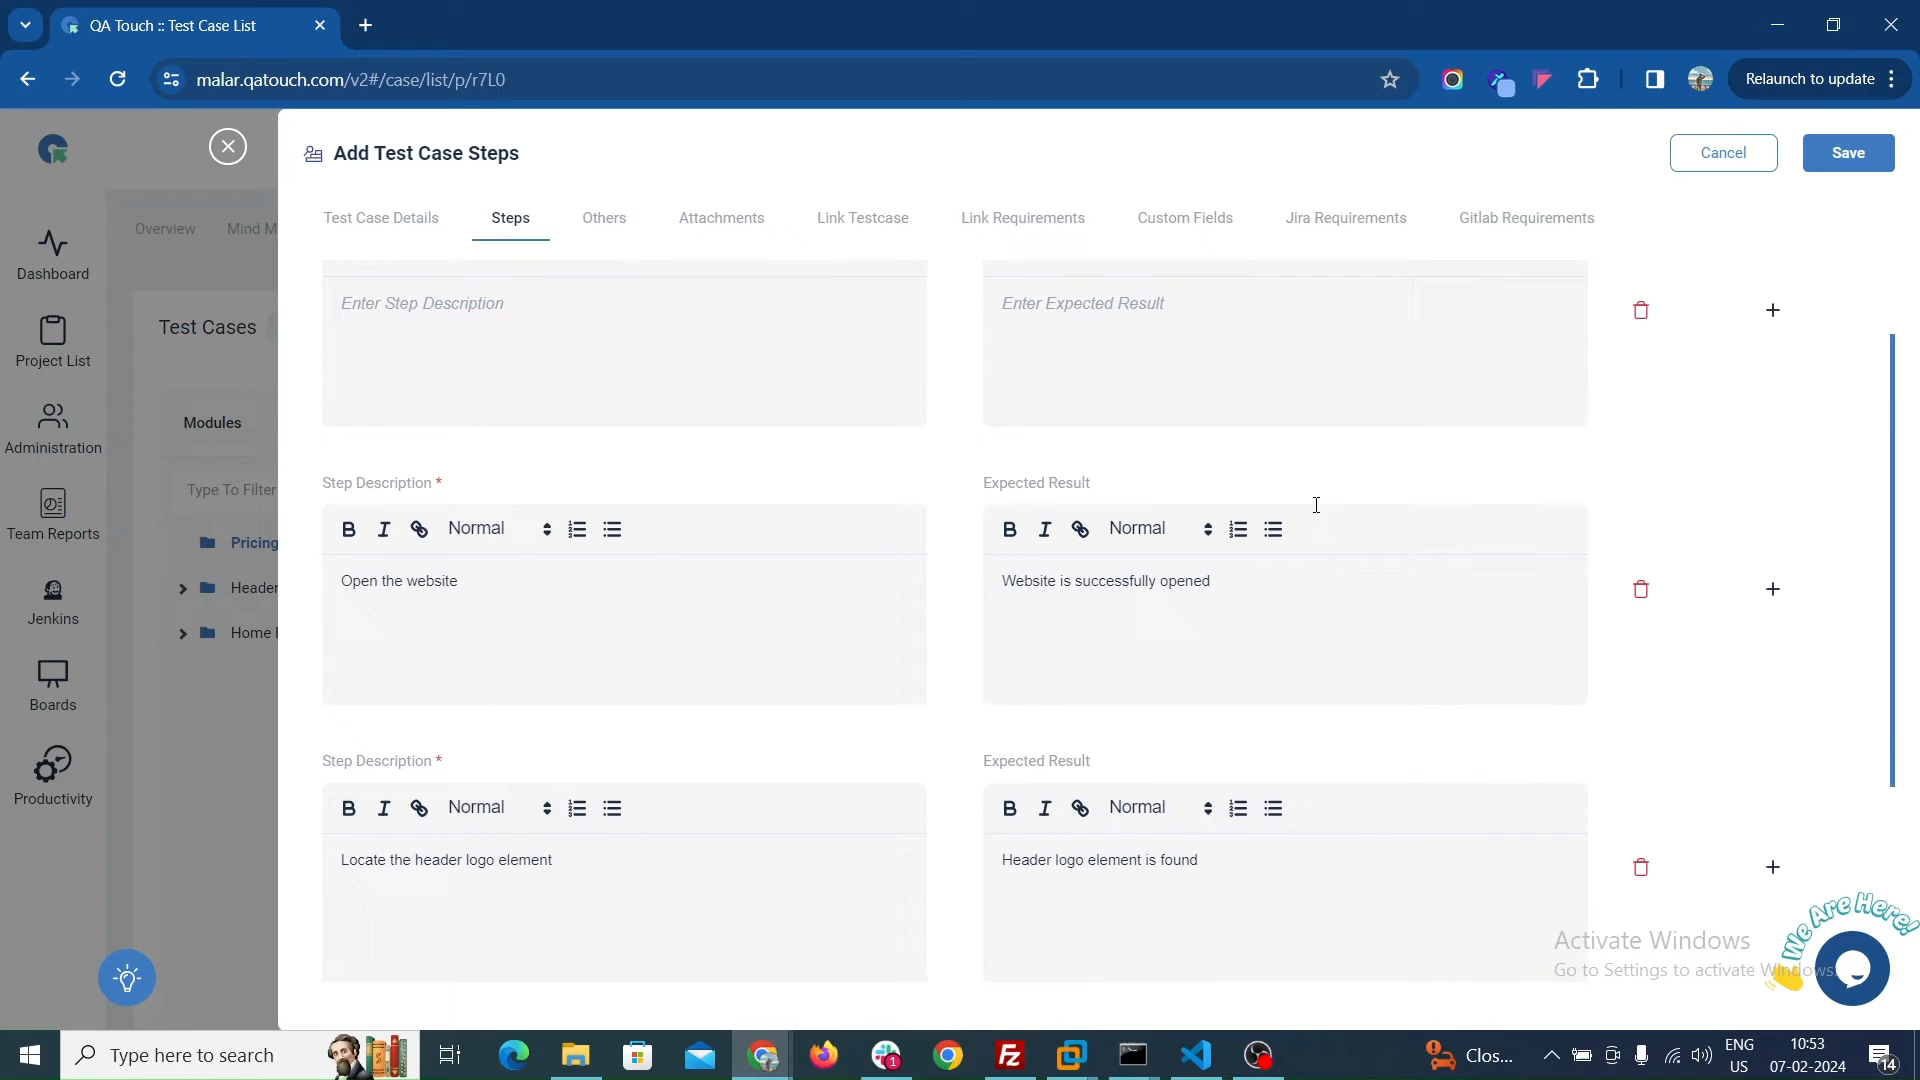 QA Touch :: Test Case List
malar.qatouch.com/v2#/case/list/p/r7L0
Relaunch to update
Add Test Case Steps
Cancel
Save
Test Case Details
Steps
Others
Attachments
Link Testcase
Link Requirements
Custom Fields
Jira Requirements
Gitlab Requirements
Overview
Mind M
Dashboard
Project List
Administration
Team Reports
Jenkins
Boards
Productivity
Test Cases
Modules
Type To Filter
Pricing
Header
Home
Enter Step Description
Enter Expected Result
Step Description *
Expected Result
B I Normal
B I Normal
Open the website
Website is successfully opened
Step Description *
Expected Result
B I Normal
B I Normal
Locate the header logo element
Header logo element is found
We Are Here!
Activate Windows
Go to Settings to activate Windows.
Type here to search
1
Clos...
ENG
US
10:53
07-02-2024
14